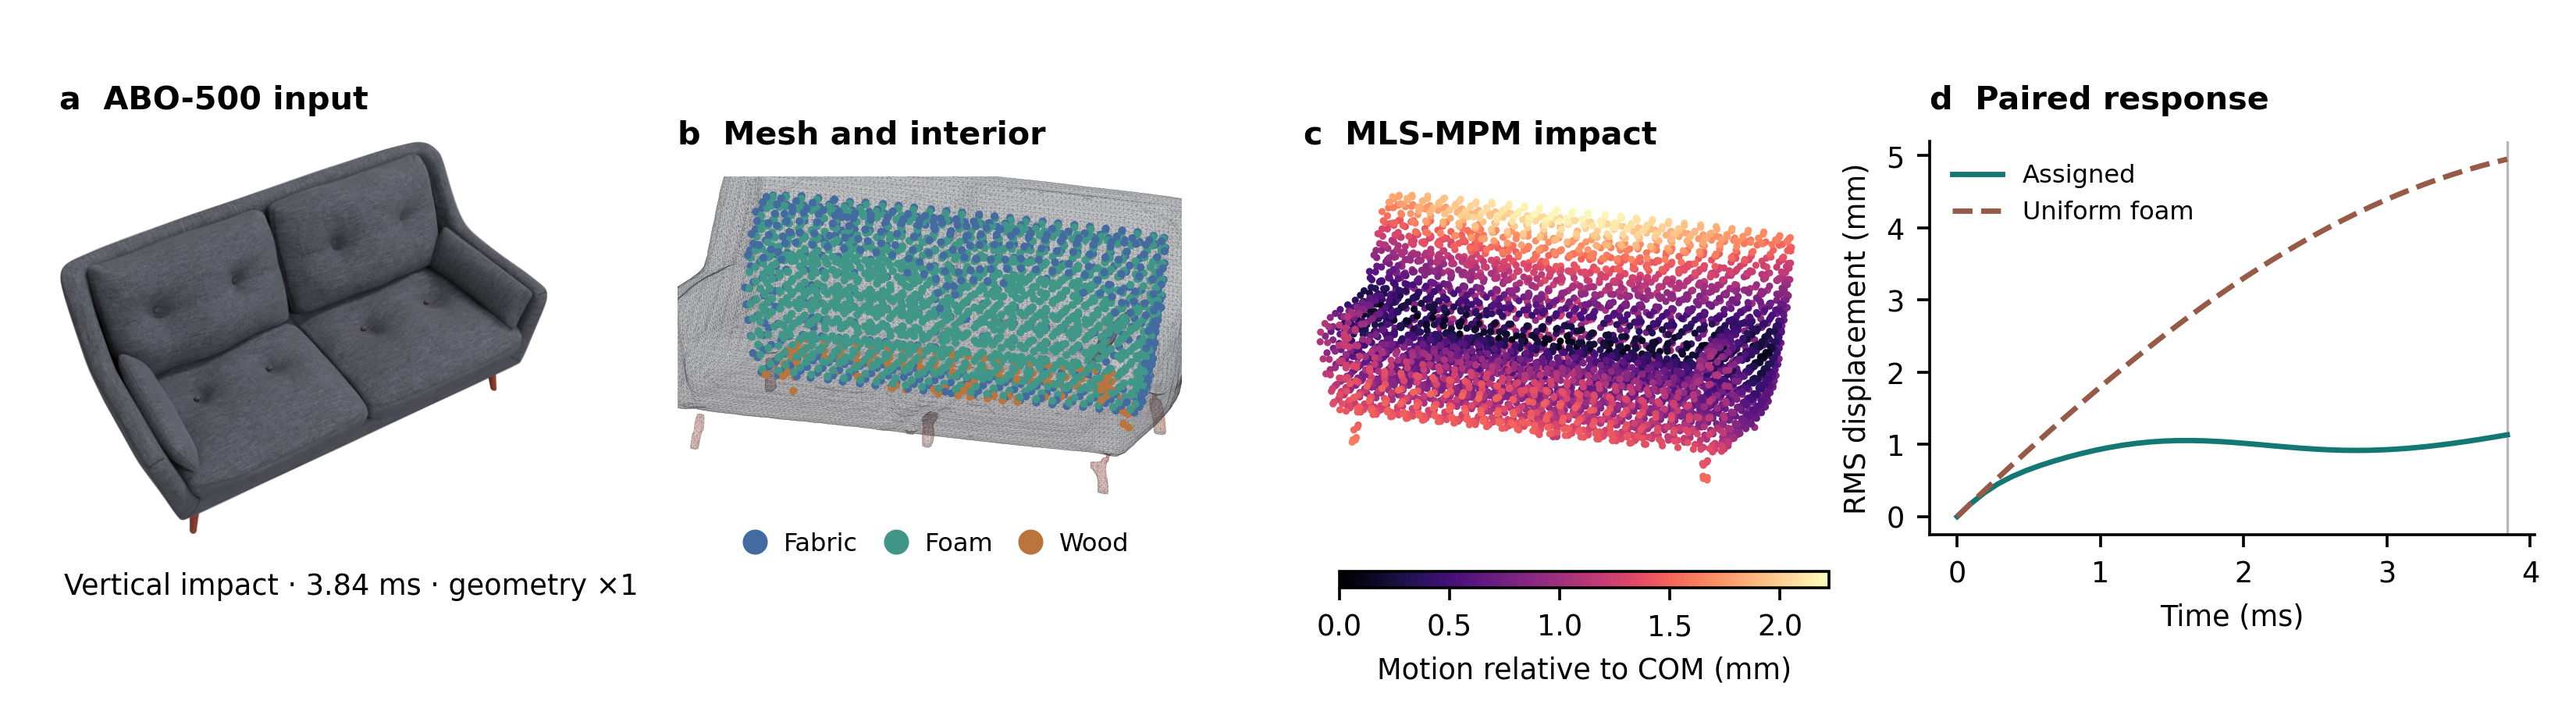 a ABO-500 input
Vertical impact · 3.84 ms · geometry ×1
b Mesh and interior
Fabric
Foam
Wood
c MLS-MPM impact
0.0 0.5 1.0 1.5 2.0
Motion relative to COM (mm)
d Paired response
RMS displacement (mm)
5
4
3
2
1
0
Assigned
Uniform foam
0 1 2 3 4
Time (ms)